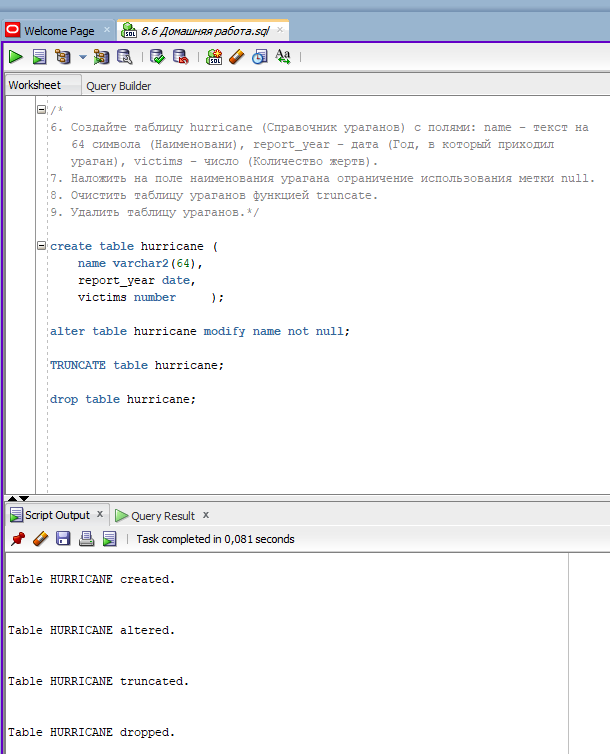 Welcome Page
8.6 Домашняя работа.sql
Worksheet
Query Builder
/*
6. Создайте таблицу hurricane (Справочник ураганов) с полями: name - текст на
64 символа (Наименовани), report_year - дата (Год, в который приходил
ураган), victims - число (Количество жертв).
7. Наложить на поле наименования урагана ограничение использования метки null.
8. Очистить таблицу ураганов функцией truncate.
9. Удалить таблицу ураганов.*/
create table hurricane (
name varchar2(64),
report_year date,
victims number );
alter table hurricane modify name not null;
TRUNCATE table hurricane;
drop table hurricane;
Script Output x
Query Result x
Task completed in 0,081 seconds
Table HURRICANE created.
Table HURRICANE altered.
Table HURRICANE truncated.
Table HURRICANE dropped.